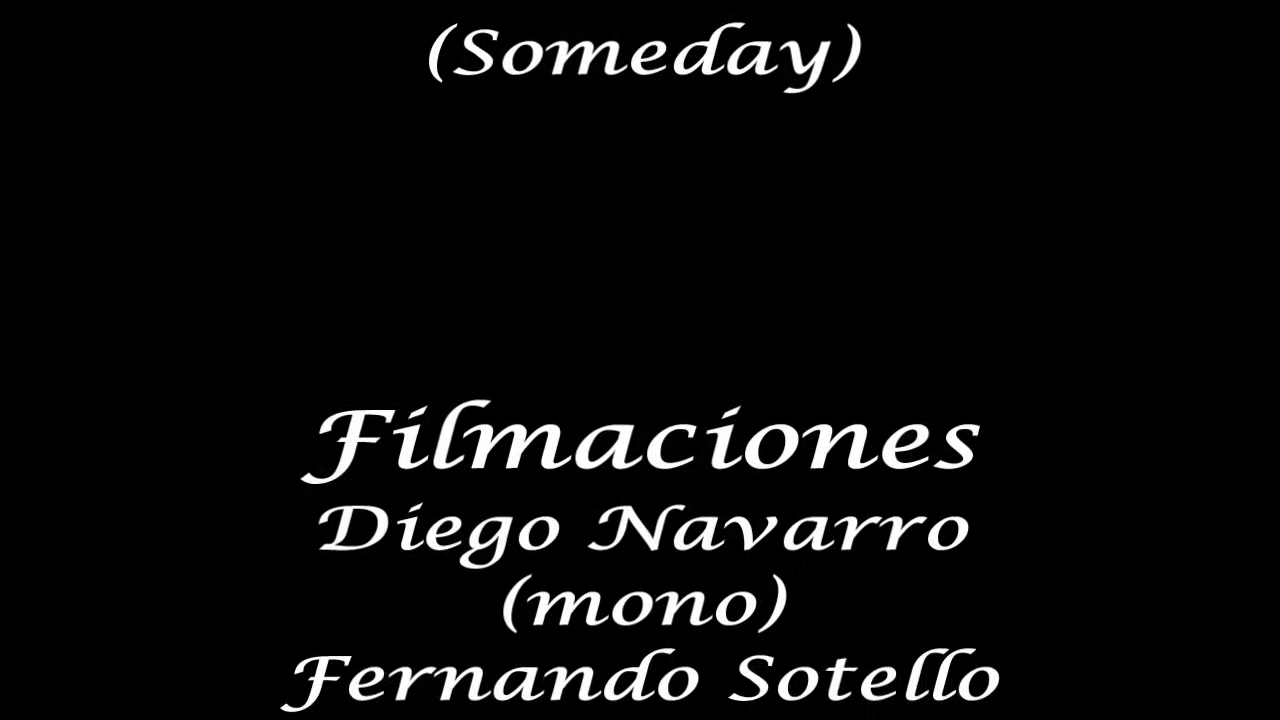 (Someday)
Filmaciones
Diego Navarro
(mono)
Fernando Sotello